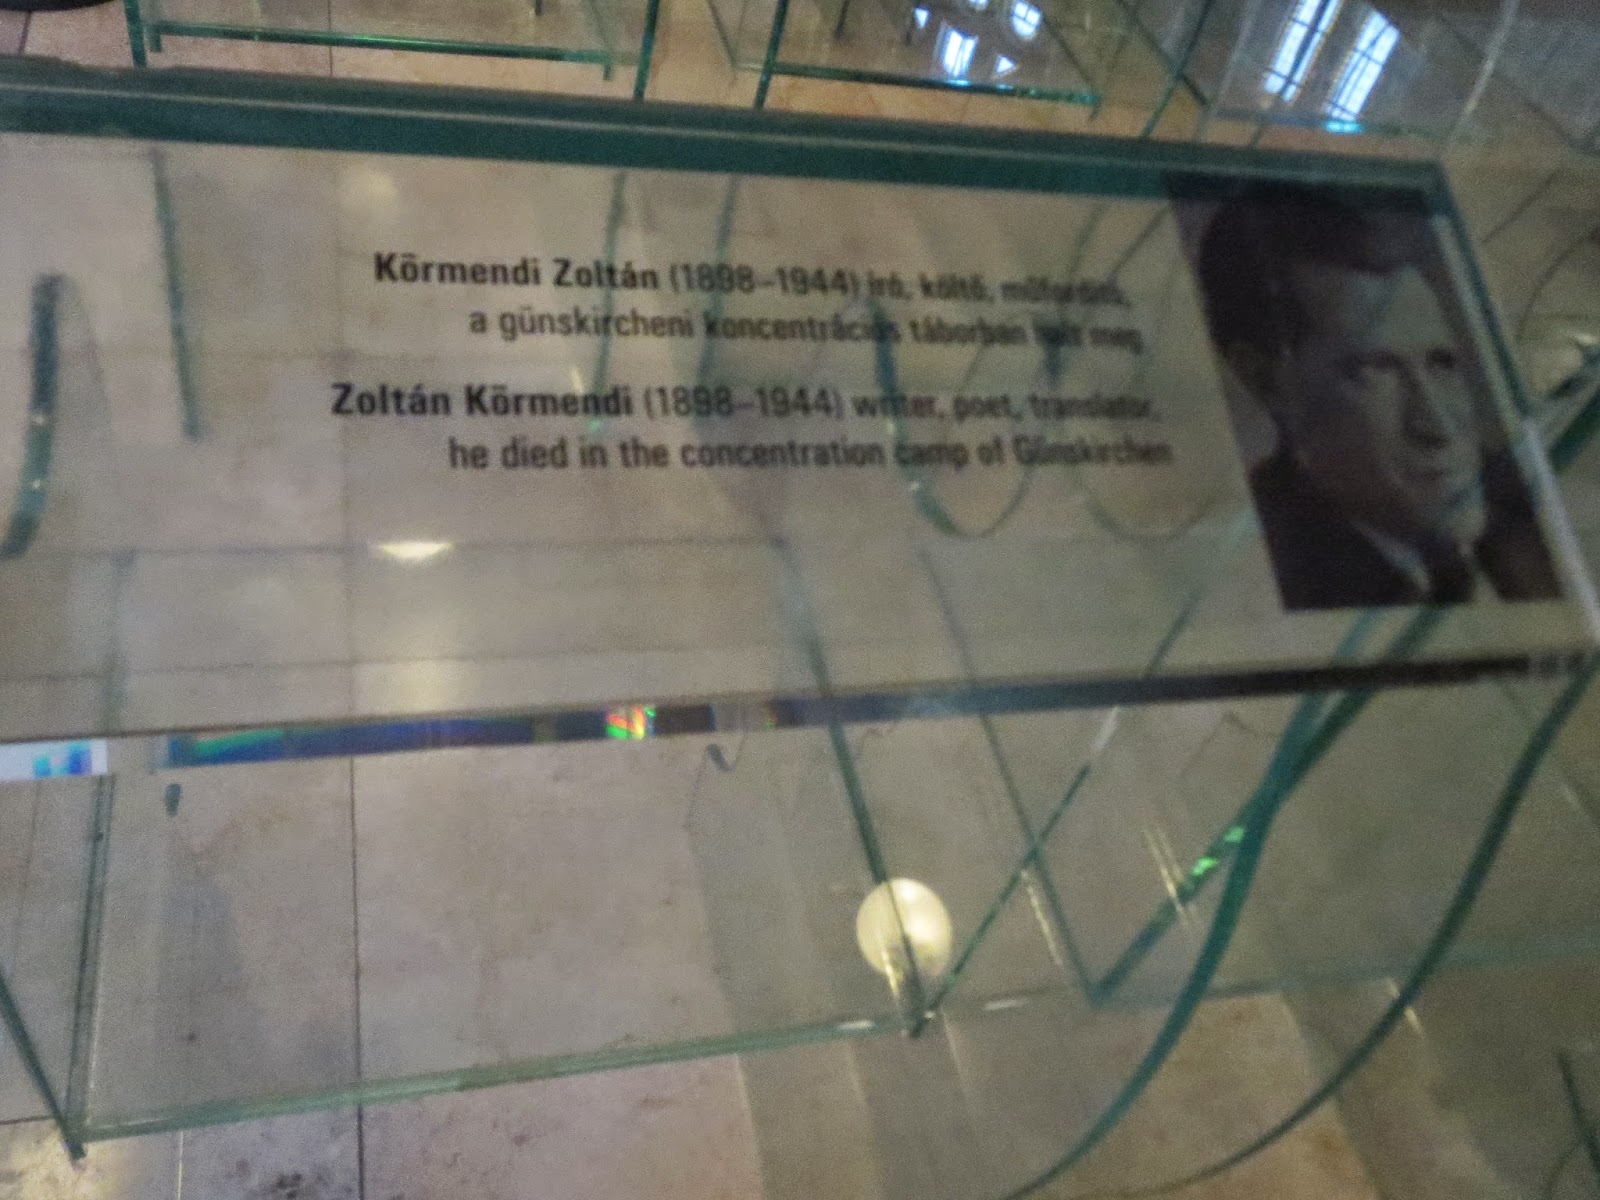 Körmendi Zoltán (1898–1944) író, költő, műfordító,
a günskircheni koncentrációs táborban halt meg
Zoltán Körmendi (1898–1944) writer, poet, translator,
he died in the concentration camp of Günskirchen